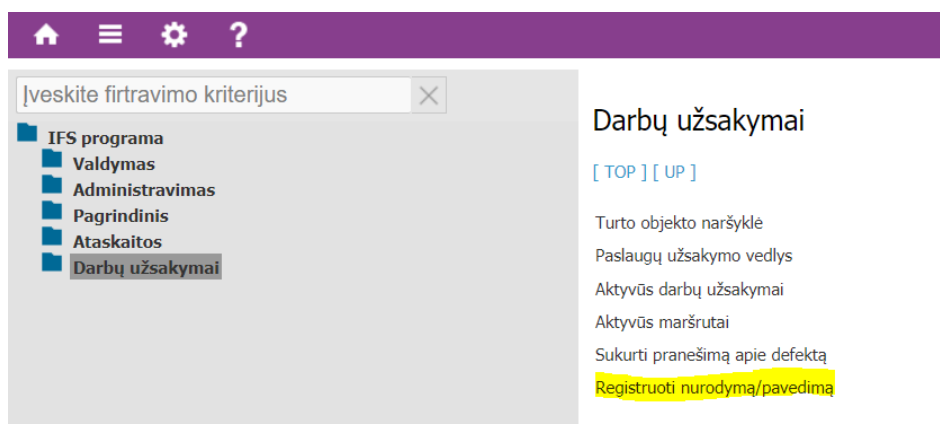 ?
Įveskite firtravimo kriterijus
IFS programa
Valdymas
Administravimas
Pagrindinis
Ataskaitos
Darbų užsakymai
Darbų užsakymai
[ TOP ] [ UP ]
Turto objekto naršyklė
Paslaugų užsakymo vedlys
Aktyvūs darbų užsakymai
Aktyvūs maršrutai
Sukurti pranešimą apie defektą
Registruoti nurodymą/pavedimą